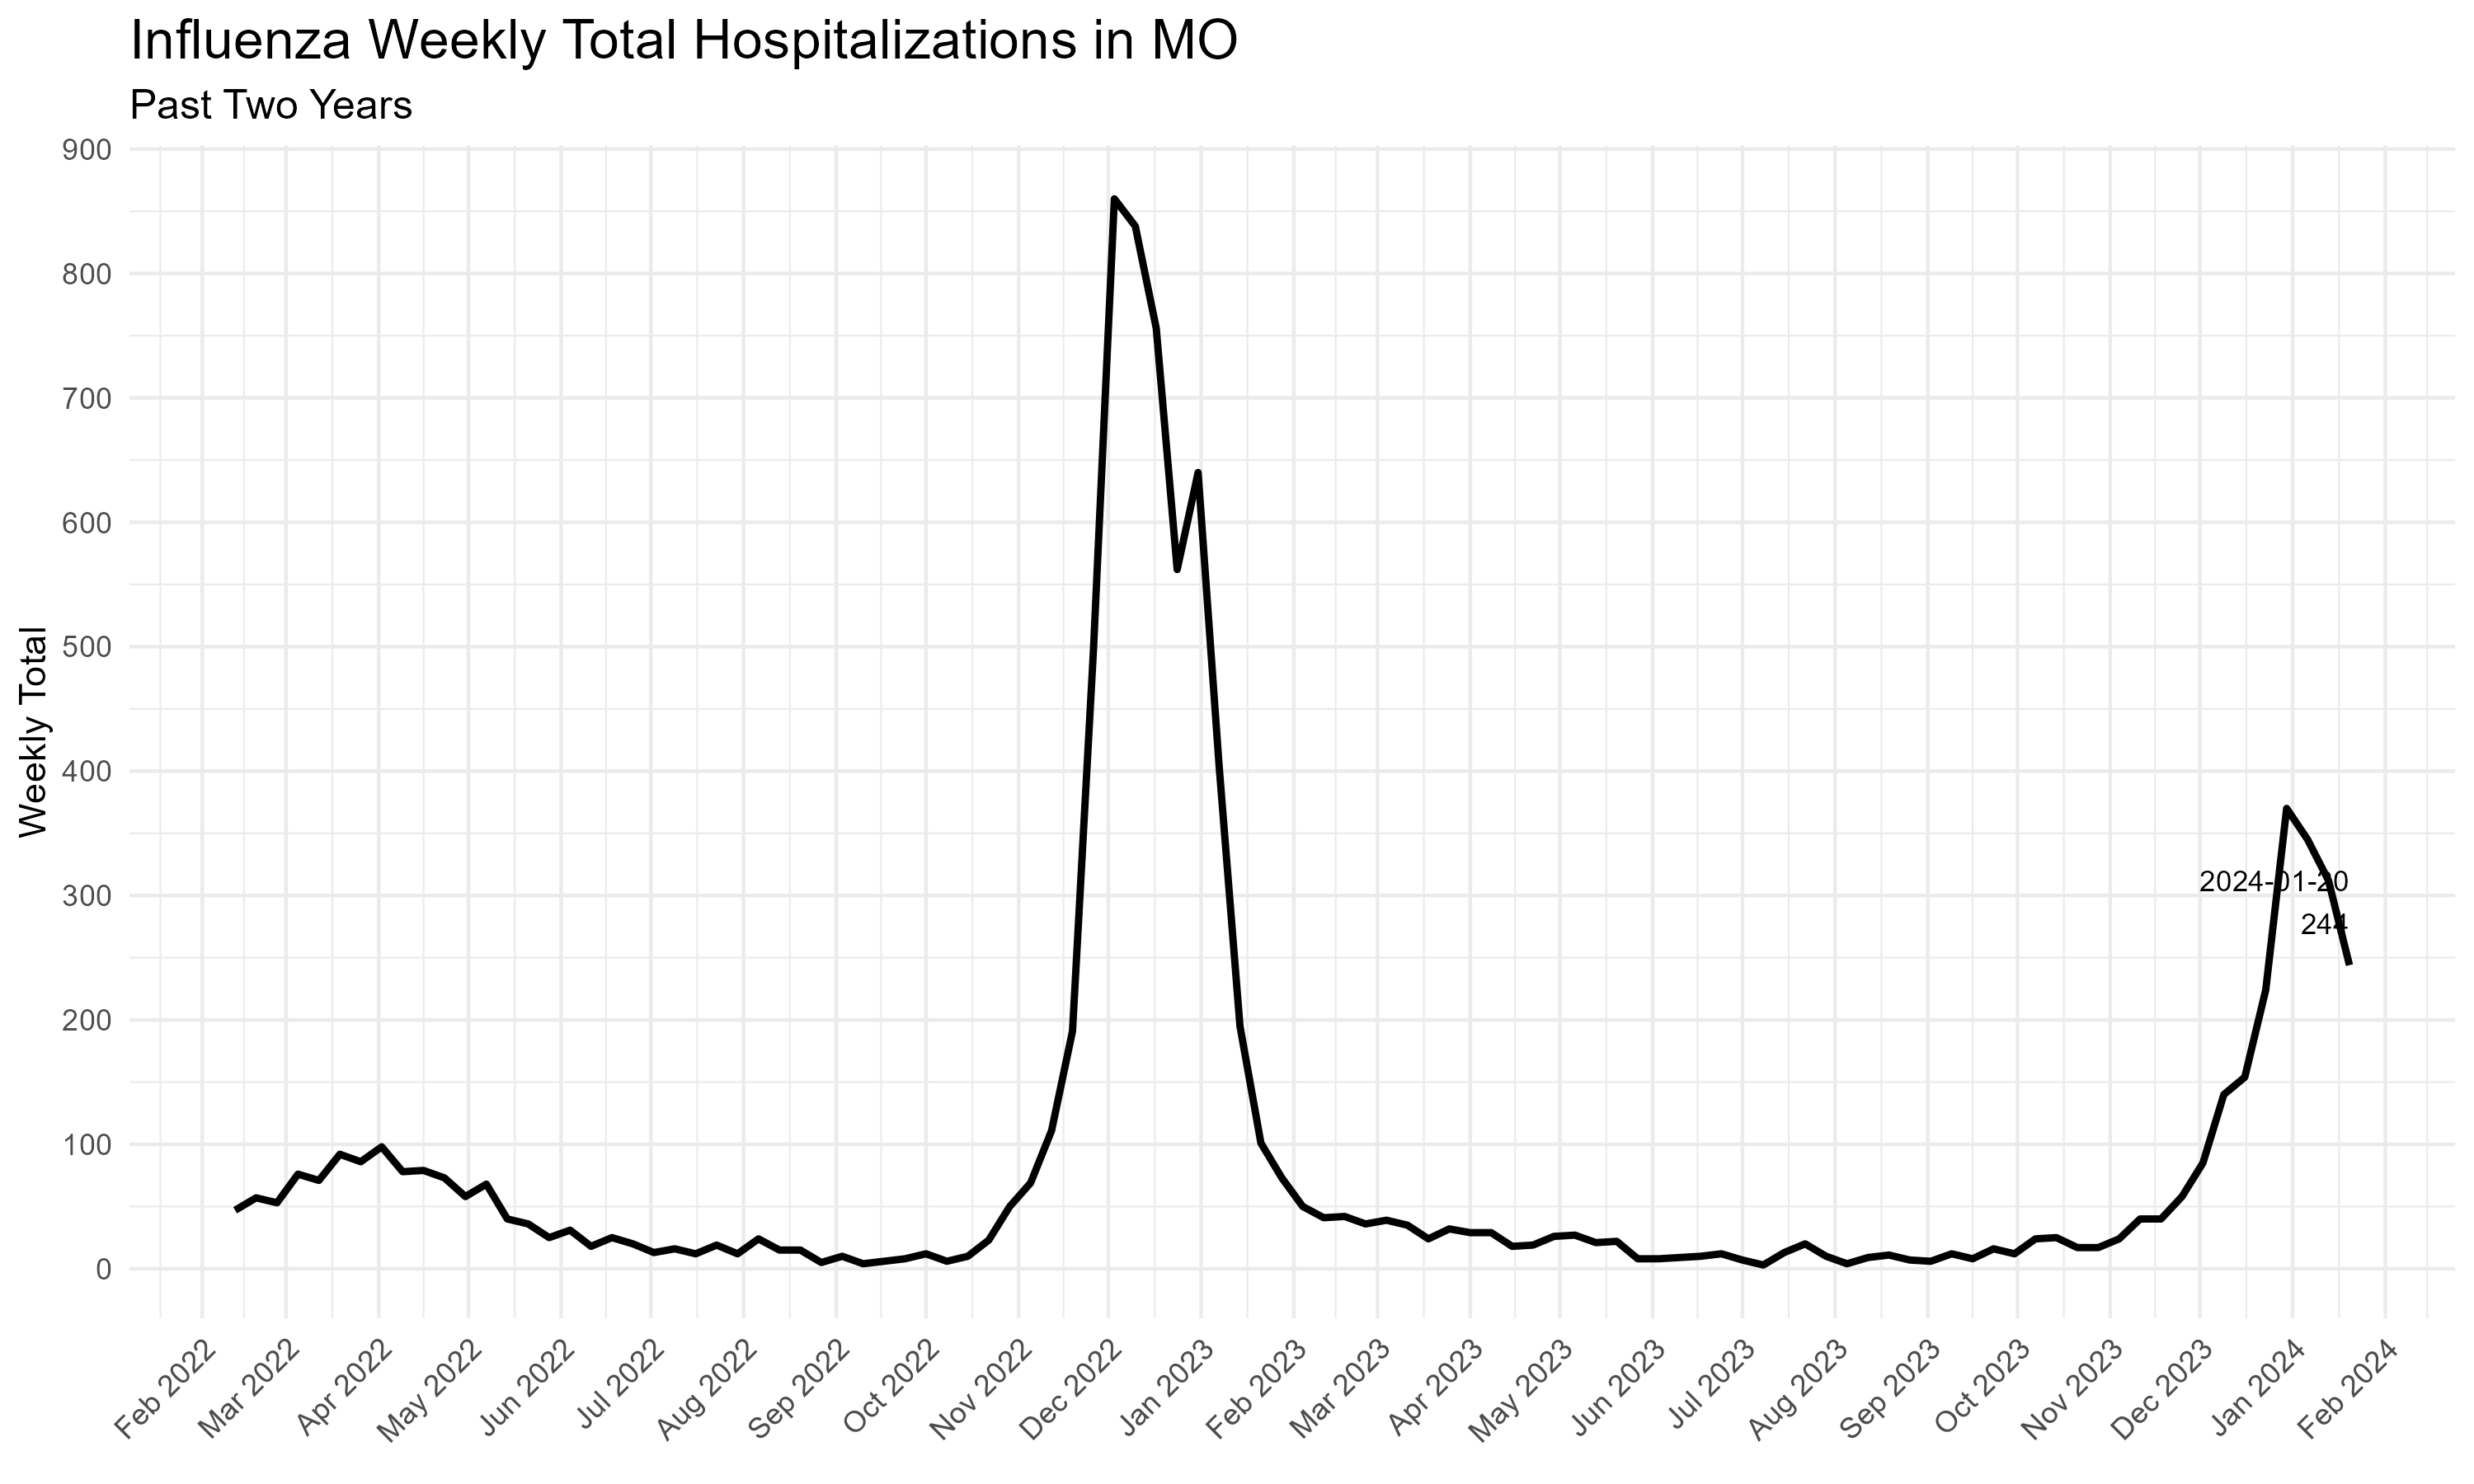 Influenza Weekly Total Hospitalizations in MO
Past Two Years
Weekly Total
900
800
700
600
500
400
300
200
100
0
2024-01-20
244
Feb 2022
Mar 2022
Apr 2022
May 2022
Jun 2022
Jul 2022
Aug 2022
Sep 2022
Oct 2022
Nov 2022
Dec 2022
Jan 2023
Feb 2023
Mar 2023
Apr 2023
May 2023
Jun 2023
Jul 2023
Aug 2023
Sep 2023
Oct 2023
Nov 2023
Dec 2023
Jan 2024
Feb 2024